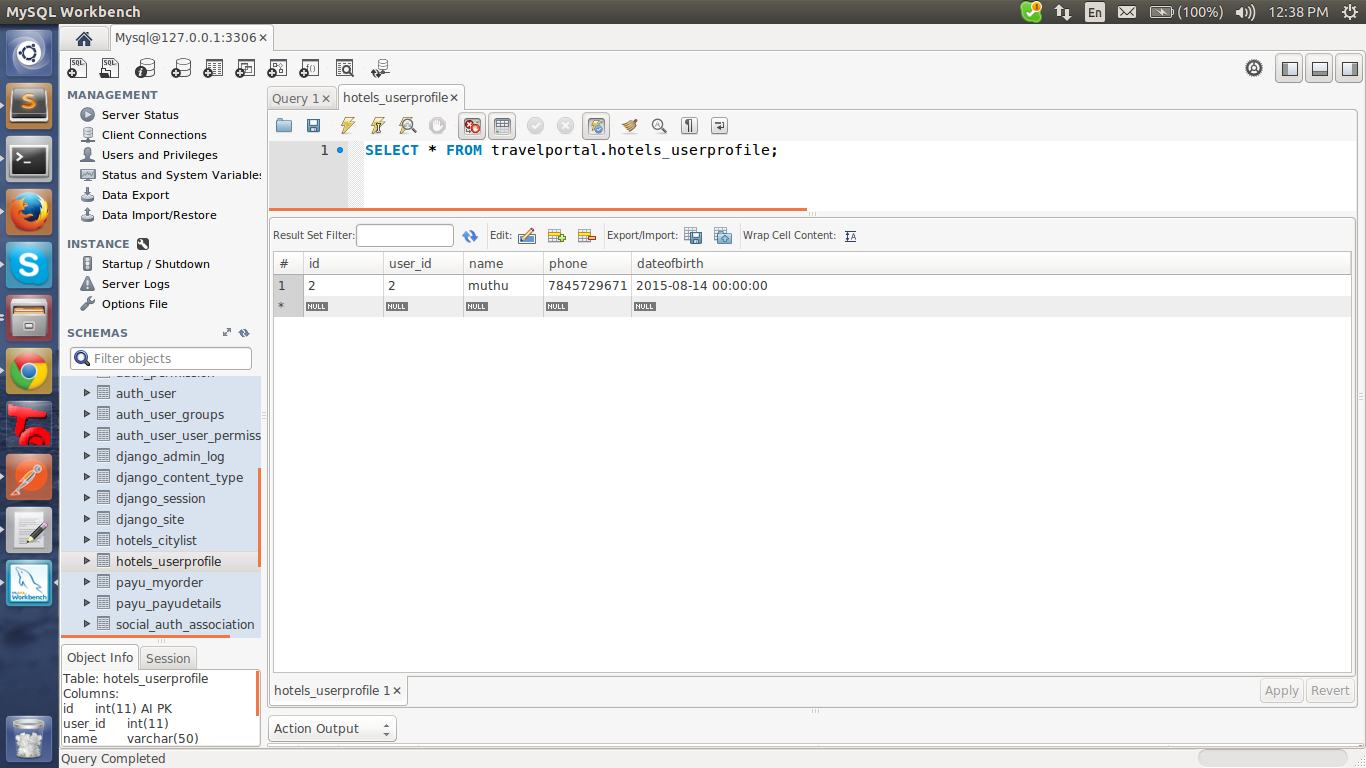 MySQL Workbench
En
(100%)
12:38 PM
Mysql@127.0.0.1:3306
MANAGEMENT
Server Status
Client Connections
Users and Privileges
Status and System Variable
Data Export
Data Import/Restore
INSTANCE
Startup / Shutdown
Server Logs
Options File
SCHEMAS
Filter objects
auth_permission
auth_user
auth_user_groups
auth_user_user_permiss
django_admin_log
django_content_type
django_session
django_site
hotels_citylist
hotels_userprofile
payu_myorder
payu_payudetails
social_auth_association
Object Info Session
Table: hotels_userprofile
Columns:
id int(11) AI PK
user_id int(11)
name varchar(50)
Query Completed
Query 1 hotels_userprofile
1 SELECT * FROM travelportal.hotels_userprofile;
Result Set Filter: Edit: Export/Import: Wrap Cell Content:
# id user_id name phone dateofbirth
1 2 2 muthu 7845729671 2015-08-14 00:00:00
* NULL NULL NULL NULL NULL
hotels_userprofile 1
Apply Revert
Action Output